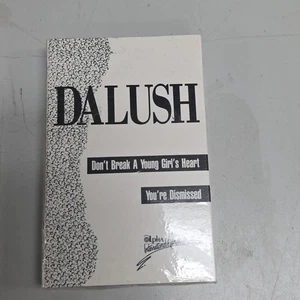 DALUSH
Don't Break A Young Girl's Heart
You're Dismissed